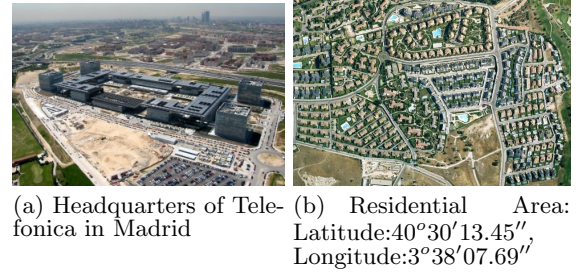 (a) Headquarters of Tele-
fonica in Madrid
(b) Residential Area:
Latitude:40°30′13.45″,
Longitude:3°38′07.69″